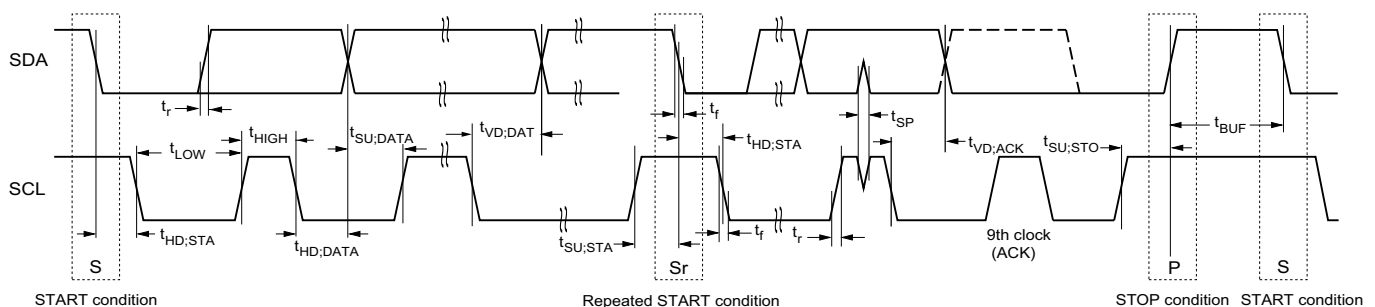 SDA
t_r
t_LOW
t_HIGH
t_SU;DATA
t_VD;DAT
t_f
t_HD;STA
t_SP
t_VD;ACK
t_SU;STO
t_BUF
SCL
t_HD;STA
t_HD;DATA
t_SU;STA
t_f
t_r
9th clock
(ACK)
S
Sr
P
S
START condition
Repeated START condition
STOP condition
START condition